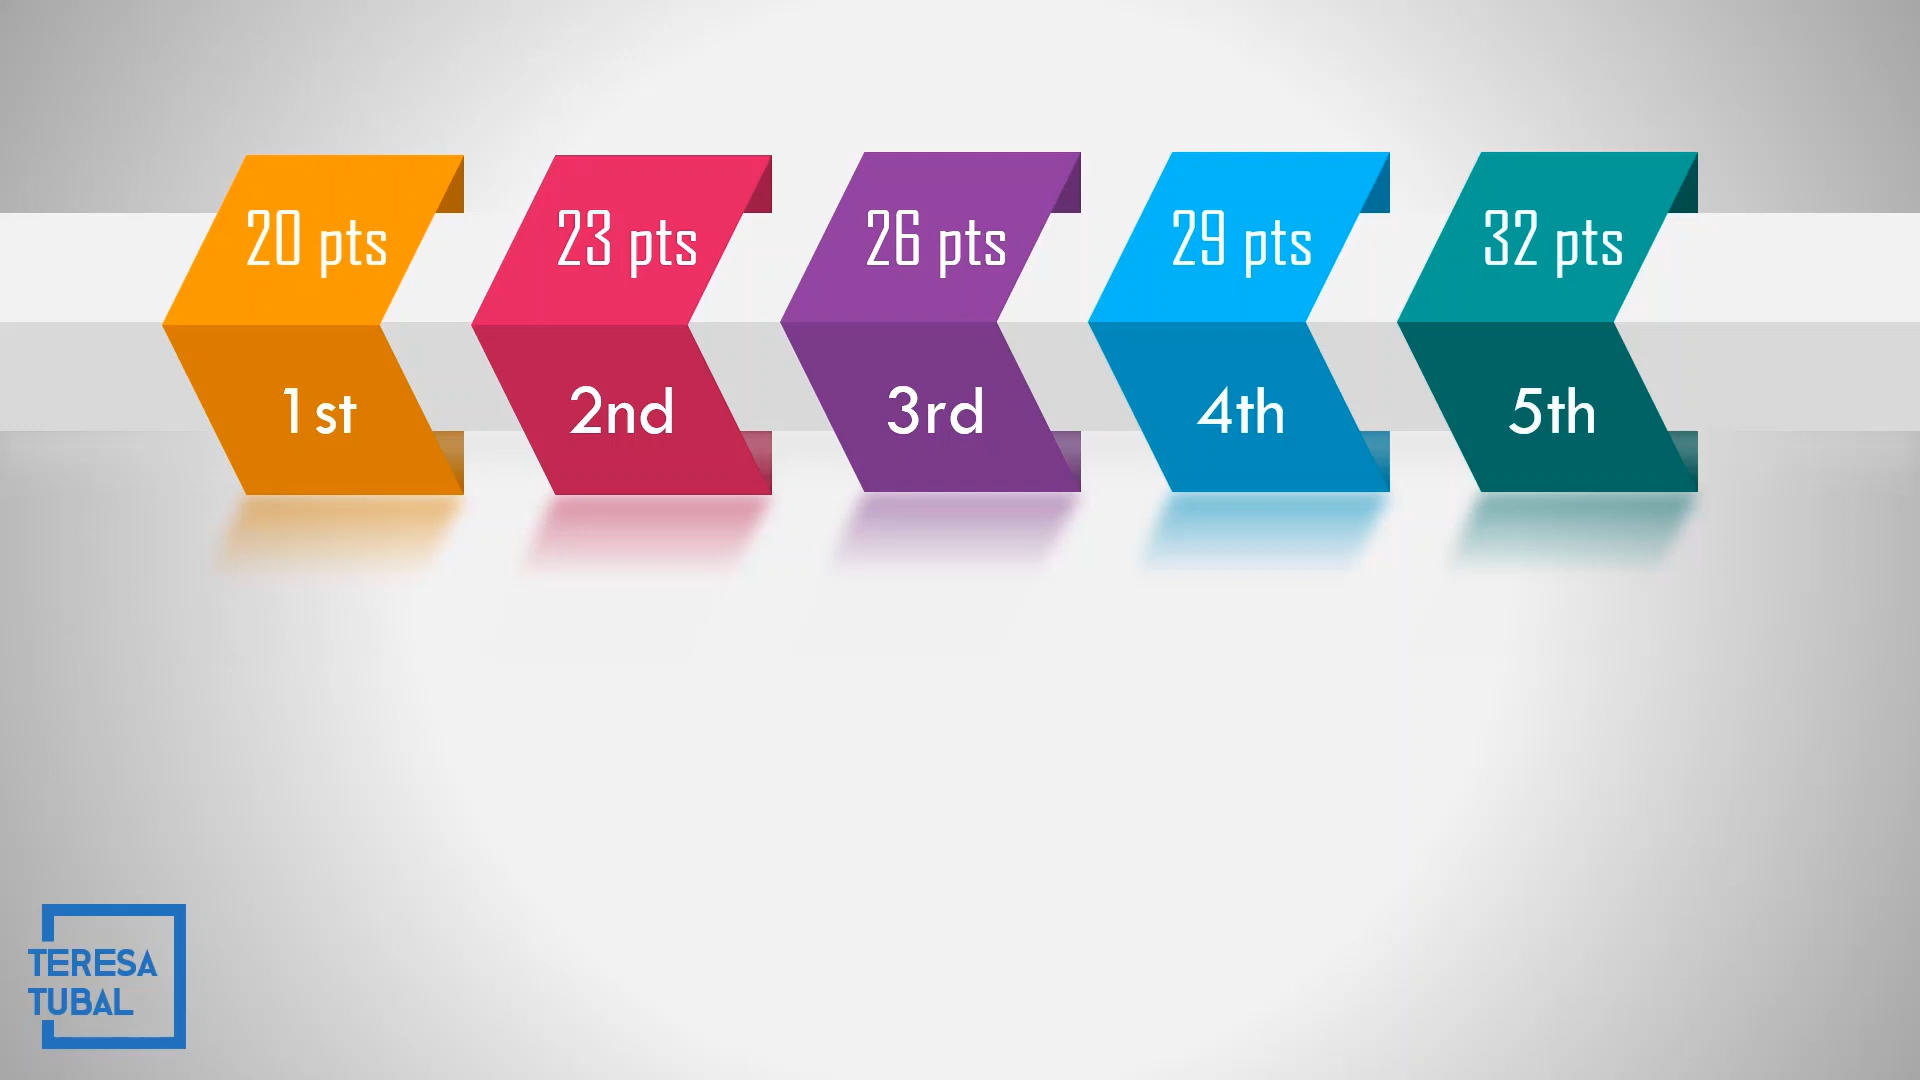 20 pts
23 pts
26 pts
29 pts
32 pts
1st
2nd
3rd
4th
5th
TERESA
TUBAL